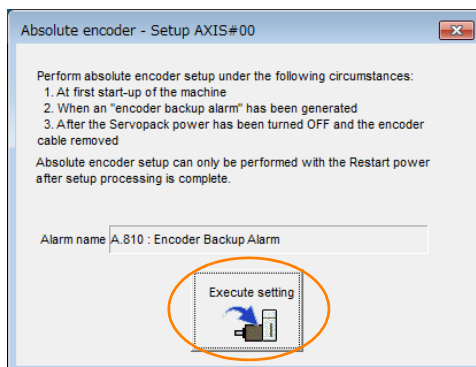 Absolute encoder - Setup AXIS#00
Perform absolute encoder setup under the following circumstances:
1. At first start-up of the machine
2. When an "encoder backup alarm" has been generated
3. After the Servopack power has been turned OFF and the encoder
cable removed
Absolute encoder setup can only be performed with the Restart power
after setup processing is complete.
Alarm name A.810 : Encoder Backup Alarm
Execute setting